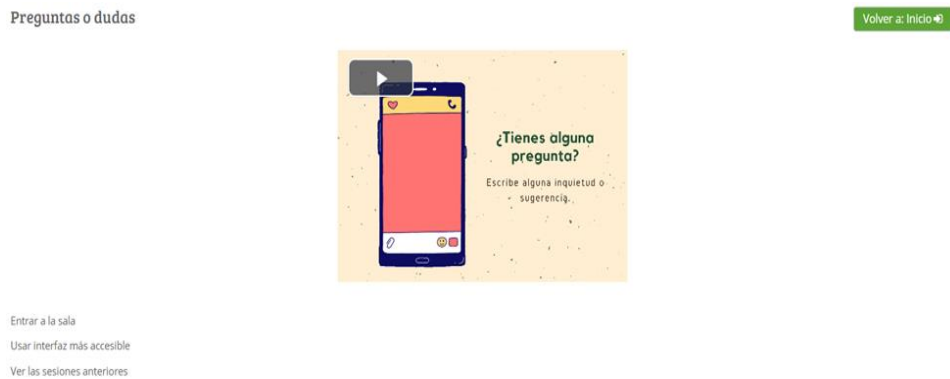 Preguntas o dudas
Volver a: Inicio
¿Tienes alguna
pregunta?
Escribe alguna inquietud o
sugerencia.
Entrar a la sala
Usar interfaz más accesible
Ver las sesiones anteriores